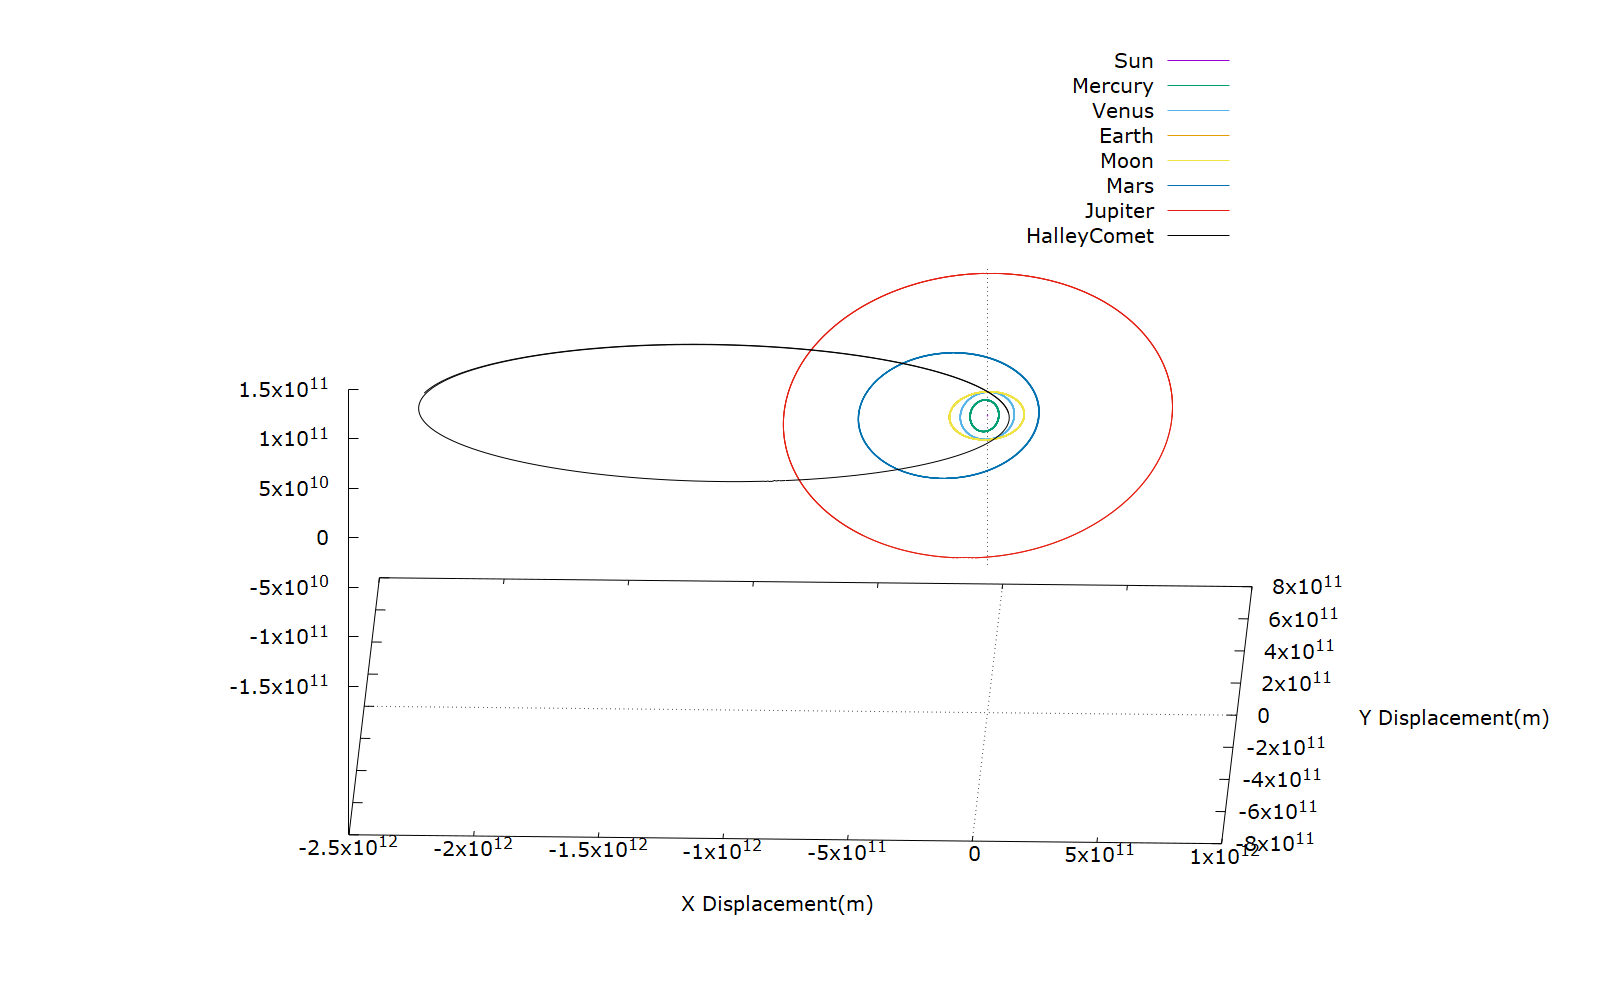 Sun
Mercury
Venus
Earth
Moon
Mars
Jupiter
HalleyComet
1.5x10¹¹
1x10¹¹
5x10¹⁰
0
-5x10¹⁰
-1x10¹¹
-1.5x10¹¹
8x10¹¹
6x10¹¹
4x10¹¹
2x10¹¹
0
-2x10¹¹
-4x10¹¹
-6x10¹¹
-8x10¹¹
Y Displacement(m)
-2.5x10¹² -2x10¹² -1.5x10¹² -1x10¹² -5x10¹¹ 0 5x10¹¹ 1x10¹²
X Displacement(m)